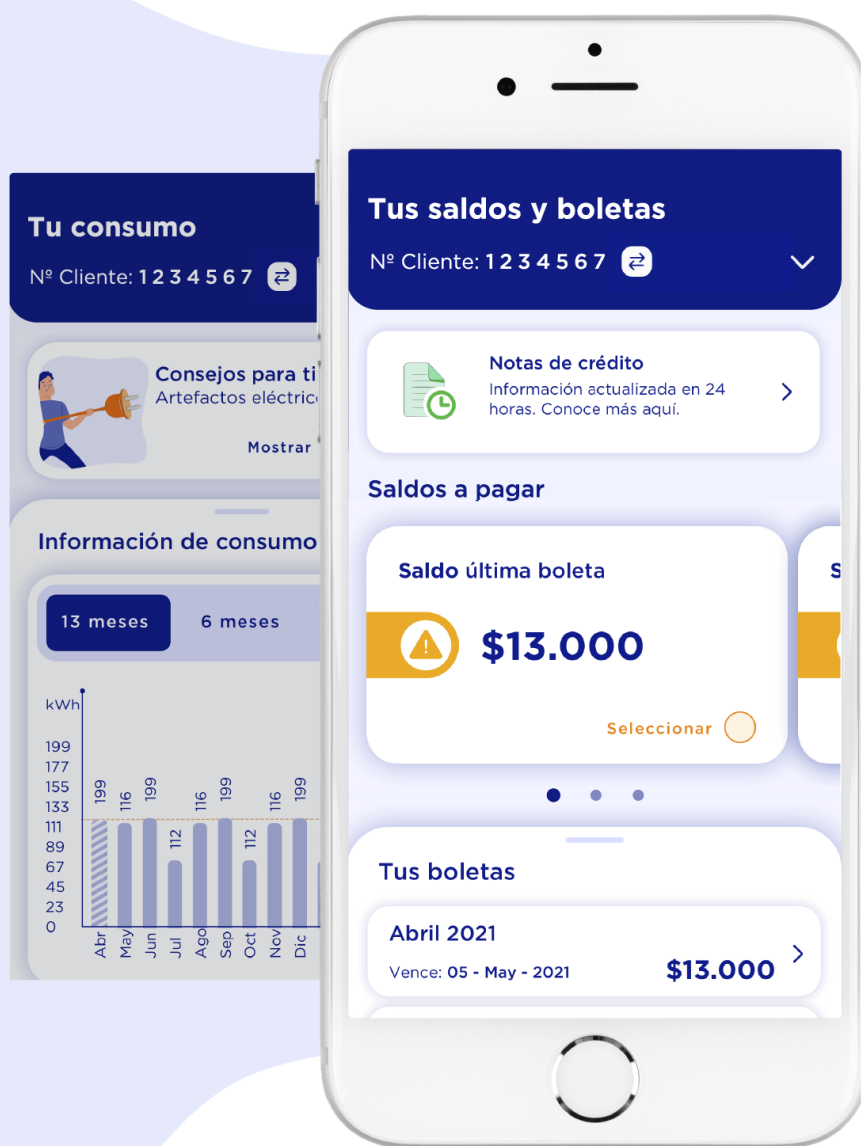 Tu consumo
Nº Cliente: 1 2 3 4 5 6 7
Consejos para ti
Artefactos
Mostrar
Información de consumo
13 meses
6 meses
kWh
199
177
155
133
111
89
67
45
23
0
199
116
199
112
116
199
112
116
199
Abr
May
Jun
Jul
Ago
Sep
Oct
Nov
Dic
Tus saldos y boletas
Nº Cliente: 1 2 3 4 5 6 7
Notas de crédito
Información actualizada en 24
horas. Conoce más aquí.
Saldos a pagar
Saldo última boleta
$13.000
Seleccionar
Tus boletas
Abril 2021
Vence: 05 - May - 2021
$13.000